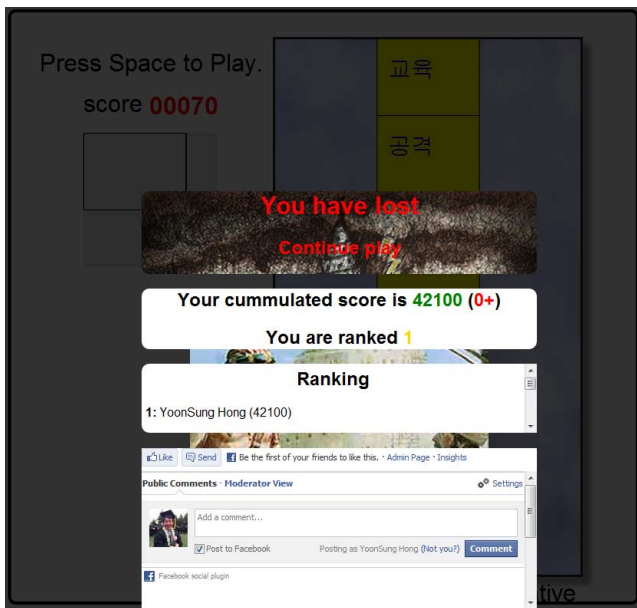 Press Space to Play.
score 00070
교육
공격
You have lost
Continue play
Your cummulated score is 42100 (0+)
You are ranked 1
Ranking
1: YoonSung Hong (42100)
Like Send Be the first of your friends to like this. · Admin Page · Insights
Public Comments · Moderator View Settings
Add a comment...
Post to Facebook Posting as YoonSung Hong (Not you?) Comment
Facebook social plugin
tive